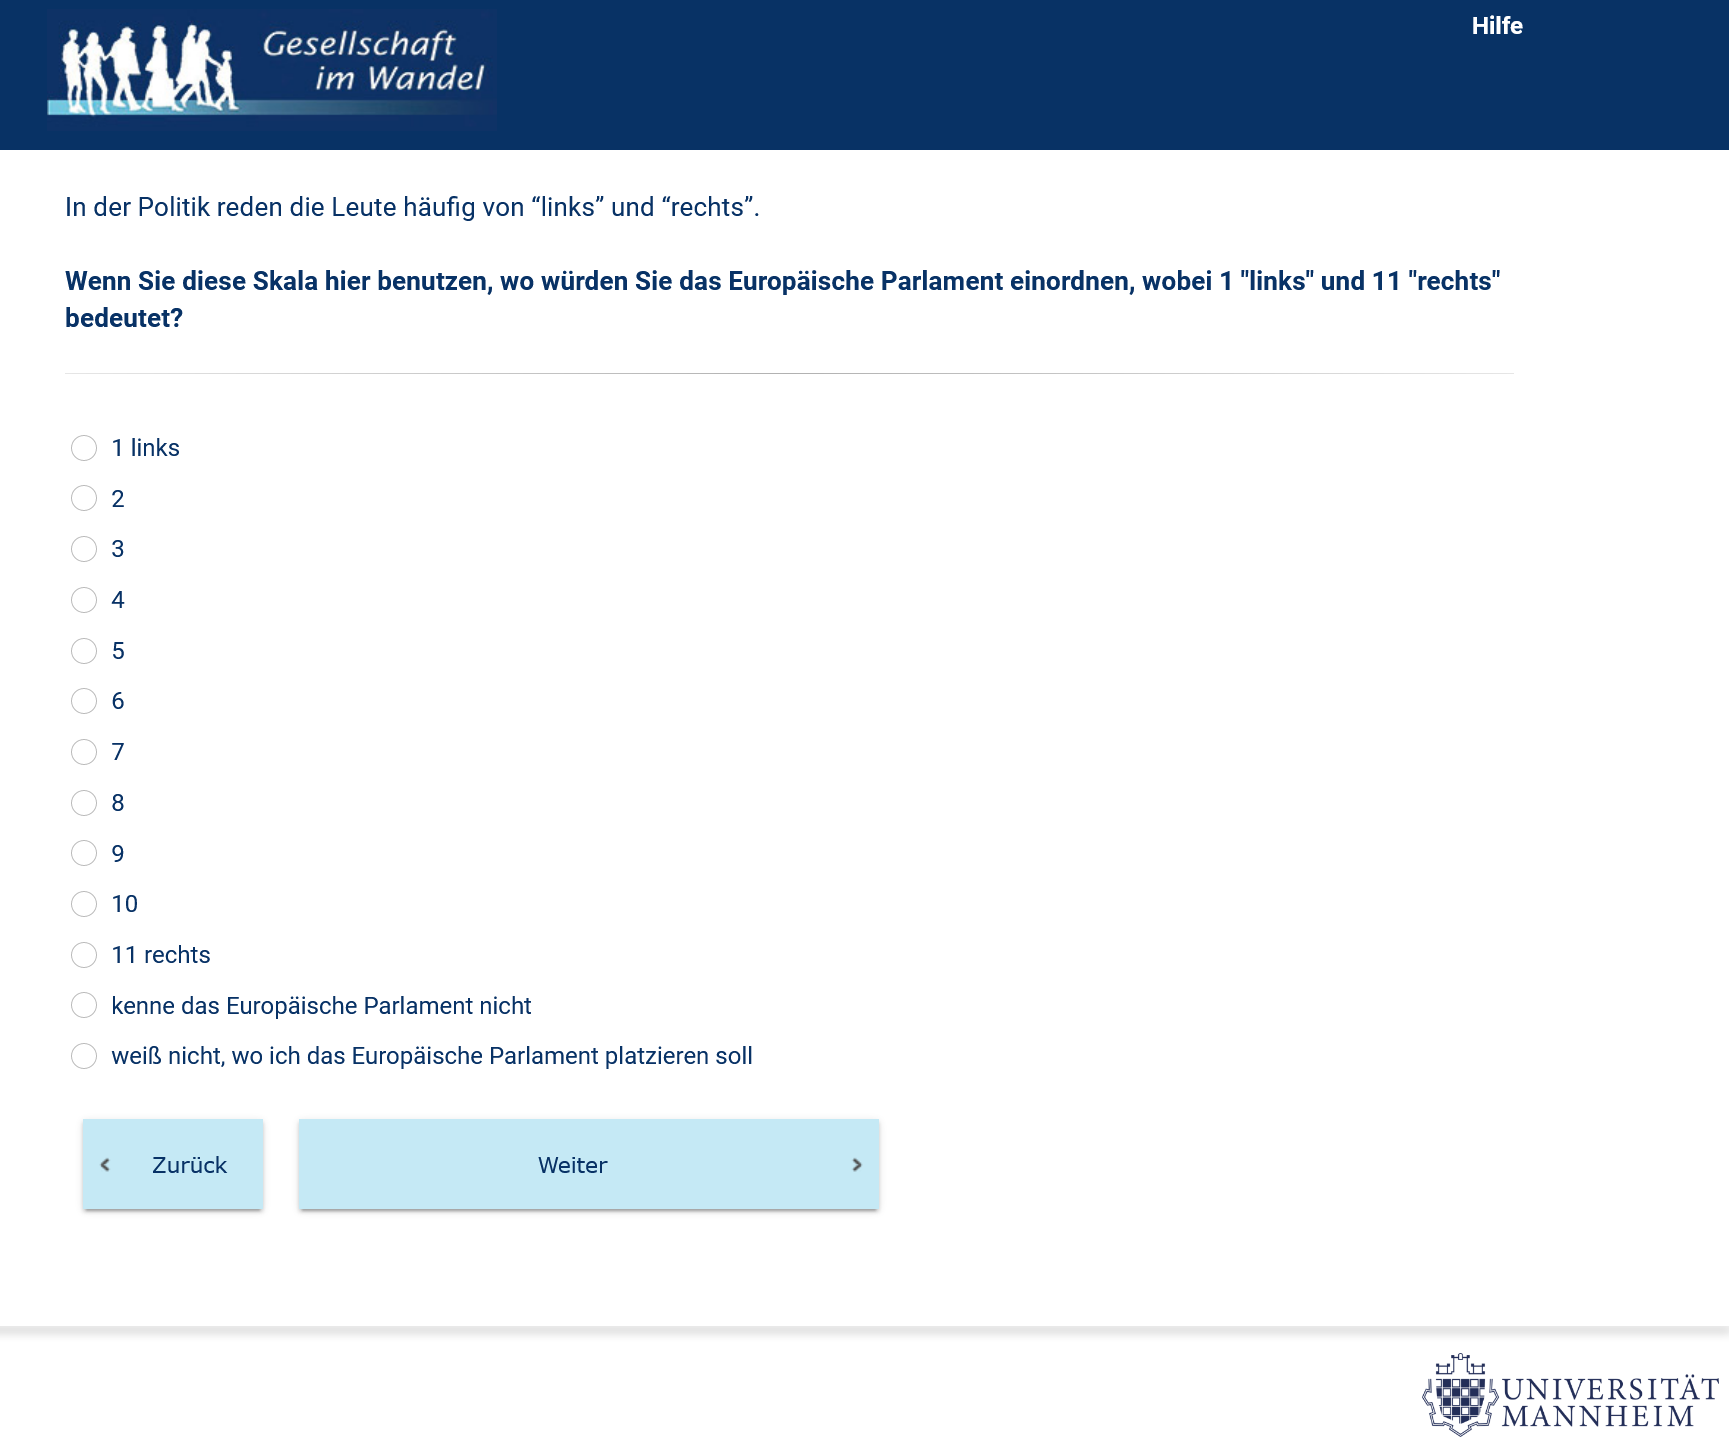 Gesellschaft
im Wandel
Hilfe
In der Politik reden die Leute häufig von “links” und “rechts”.
Wenn Sie diese Skala hier benutzen, wo würden Sie das Europäische Parlament einordnen, wobei 1 "links" und 11 "rechts"
bedeutet?
1 links
2
3
4
5
6
7
8
9
10
11 rechts
kenne das Europäische Parlament nicht
weiß nicht, wo ich das Europäische Parlament platzieren soll
Zurück
Weiter
UNIVERSITÄT
MANNHEIM